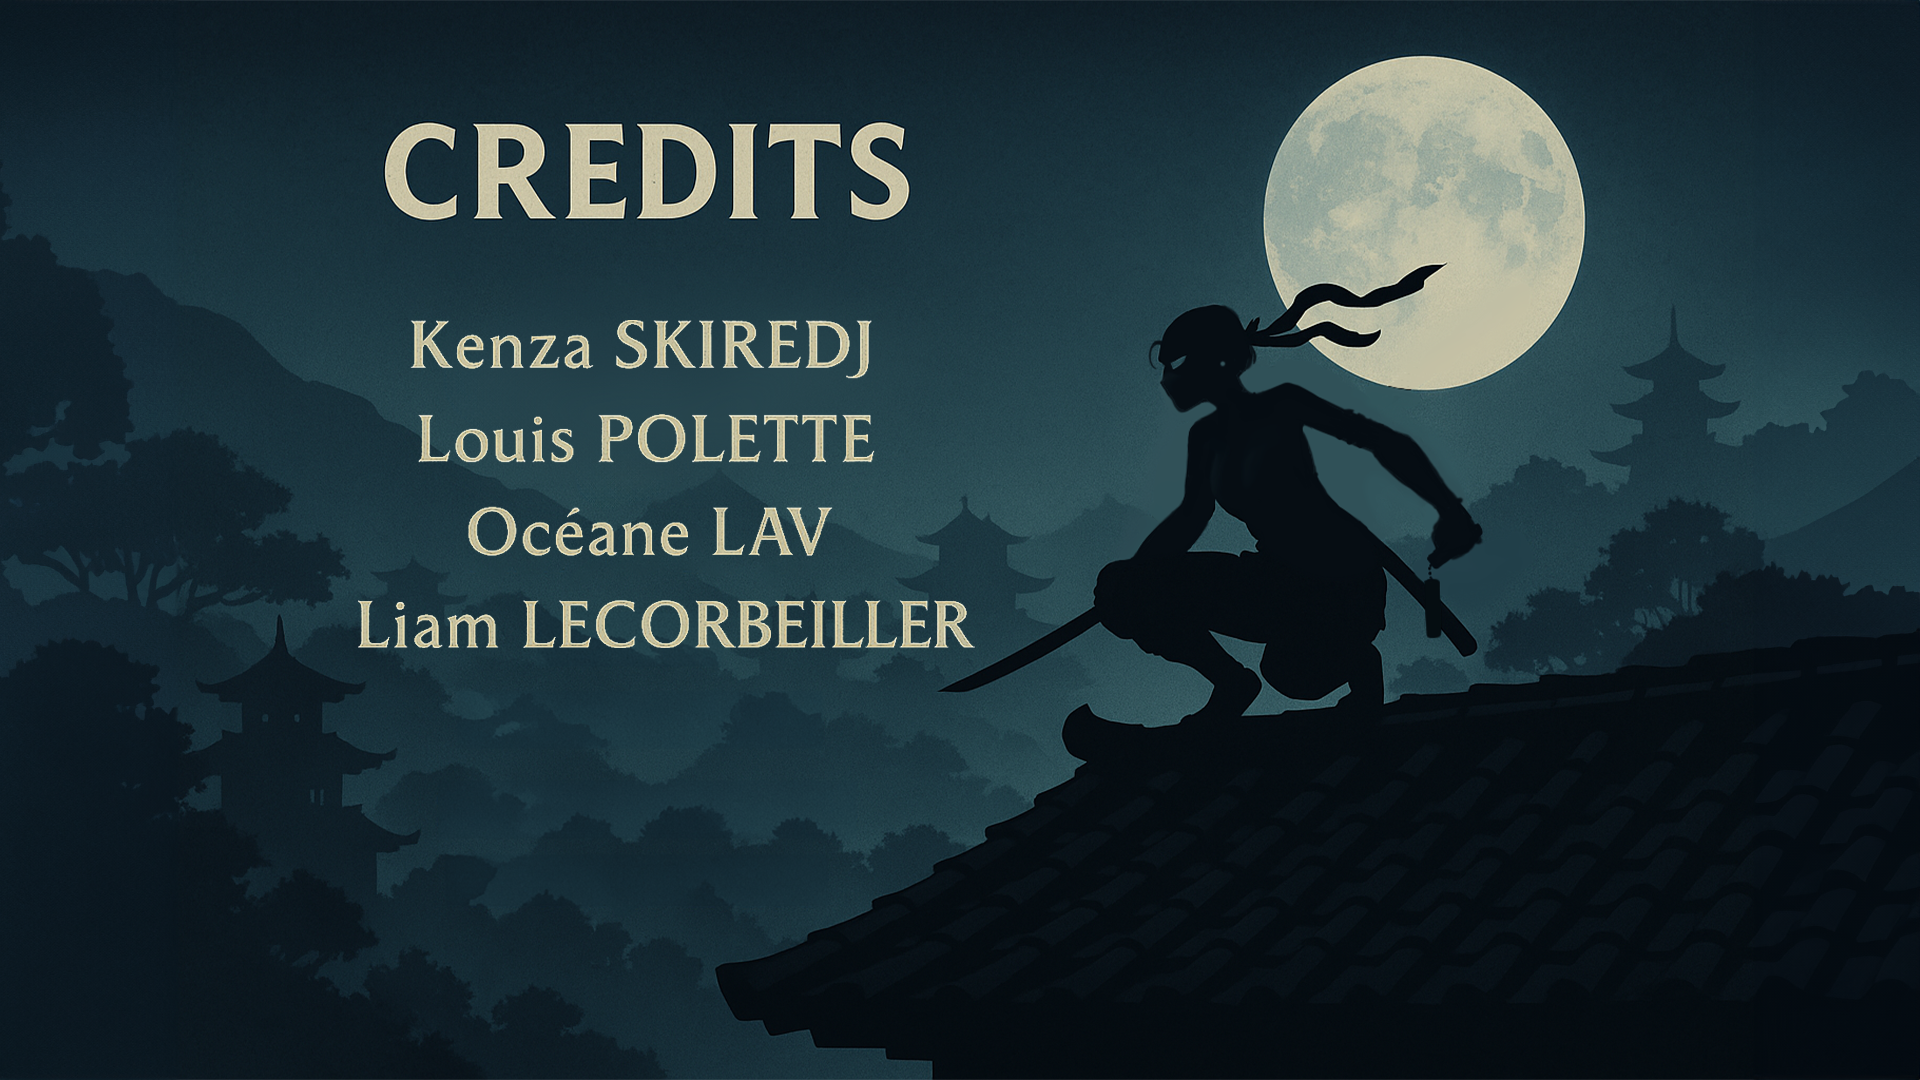 CREDITS
Kenza SKIREDJ
Louis POLETTE
Océane LAV
Liam LECORBEILLER